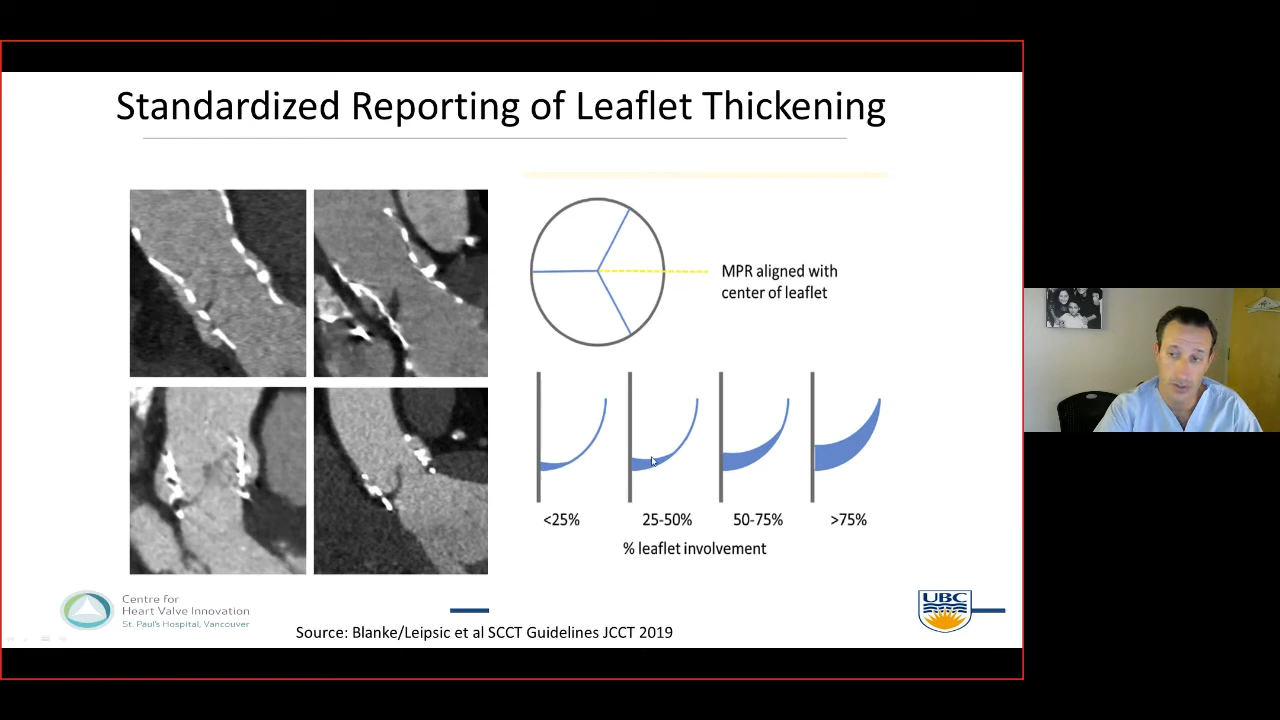 Standardized Reporting of Leaflet Thickening
MPR aligned with
center of leaflet
<25%
25-50%
50-75%
>75%
% leaflet involvement
Centre for
Heart Valve Innovation
St. Paul's Hospital, Vancouver
UBC
Source: Blanke/Leipsic et al SCCT Guidelines JCCT 2019